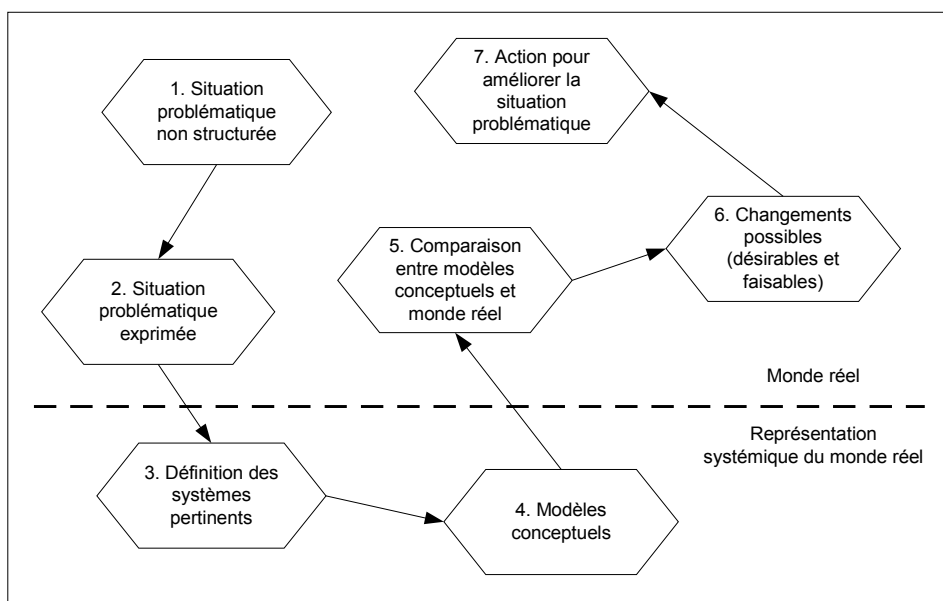 1. Situation
problématique
non structurée
2. Situation
problématique
exprimée
3. Définition des
systèmes
pertinents
4. Modèles
conceptuels
5. Comparaison
entre modèles
conceptuels et
monde réel
6. Changements
possibles
(désirables et
faisables)
7. Action pour
améliorer la
situation
problématique
Monde réel
Représentation
systémique du monde réel